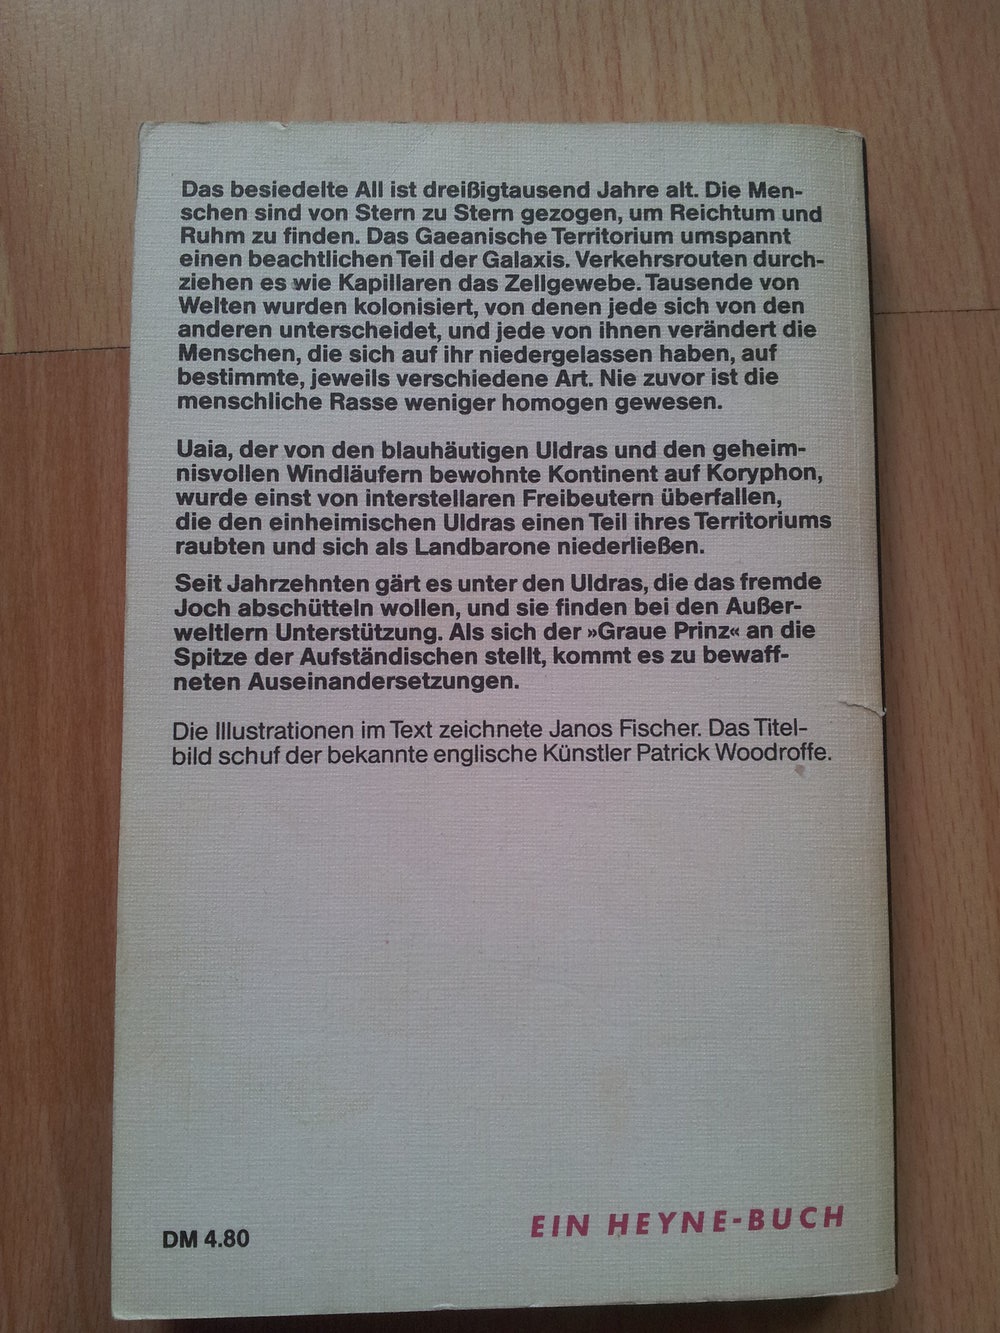 Das besiedelte All ist dreißigtausend Jahre alt. Die Men-
schen sind von Stern zu Stern gezogen, um Reichtum und
Ruhm zu finden. Das Gaeanische Territorium umspannt
einen beachtlichen Teil der Galaxis. Verkehrsrouten durch-
ziehen es wie Kapillaren das Zellgewebe. Tausende von
Welten wurden kolonisiert, von denen jede sich von den
anderen unterscheidet, und jede von ihnen verändert die
Menschen, die sich auf ihr niedergelassen haben, auf
bestimmte, jeweils verschiedene Art. Nie zuvor ist die
menschliche Rasse weniger homogen gewesen.
Uaia, der von den blauhäutigen Uldras und den geheim-
nisvollen Windläufern bewohnte Kontinent auf Koryphon,
wurde einst von interstellaren Freibeutern überfallen,
die den einheimischen Uldras einen Teil ihres Territoriums
raubten und sich als Landbarone niederließen.
Seit Jahrzehnten gärt es unter den Uldras, die das fremde
Joch abschütteln wollen, und sie finden bei den Außer-
weltlern Unterstützung. Als sich der »Graue Prinz« an die
Spitze der Aufständischen stellt, kommt es zu bewaff-
neten Auseinandersetzungen.
Die Illustrationen im Text zeichnete Janos Fischer. Das Titel-
bild schuf der bekannte englische Künstler Patrick Woodroffe.
DM 4.80
EIN HEYNE-BUCH